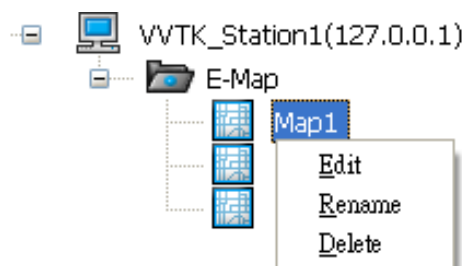 VVTK_Station1(127.0.0.1)
E-Map
Map1
Edit
Rename
Delete